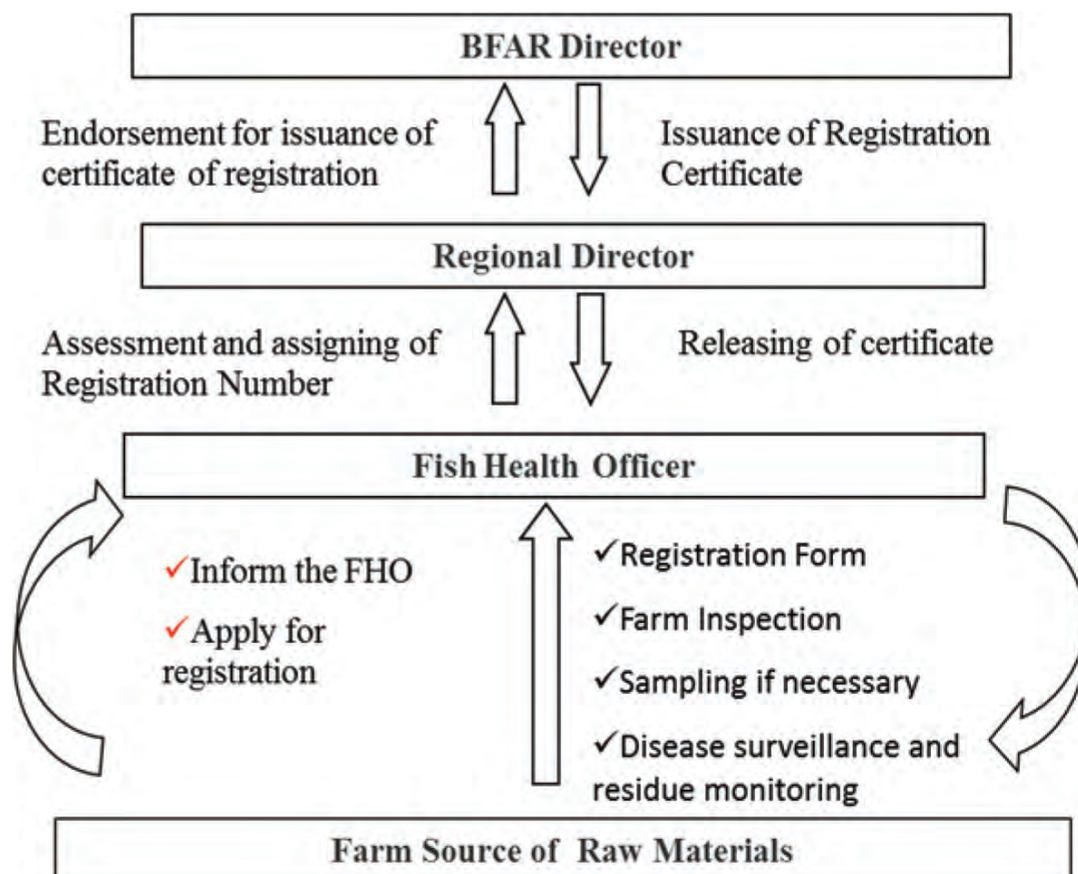 BFAR Director
Endorsement for issuance of
certificate of registration
Issuance of Registration
Certificate
Regional Director
Assessment and assigning of
Registration Number
Releasing of certificate
Fish Health Officer
✓Inform the FHO
✓Apply for
registration
✓Registration Form
✓Farm Inspection
✓Sampling if necessary
✓Disease surveillance and
residue monitoring
Farm Source of Raw Materials